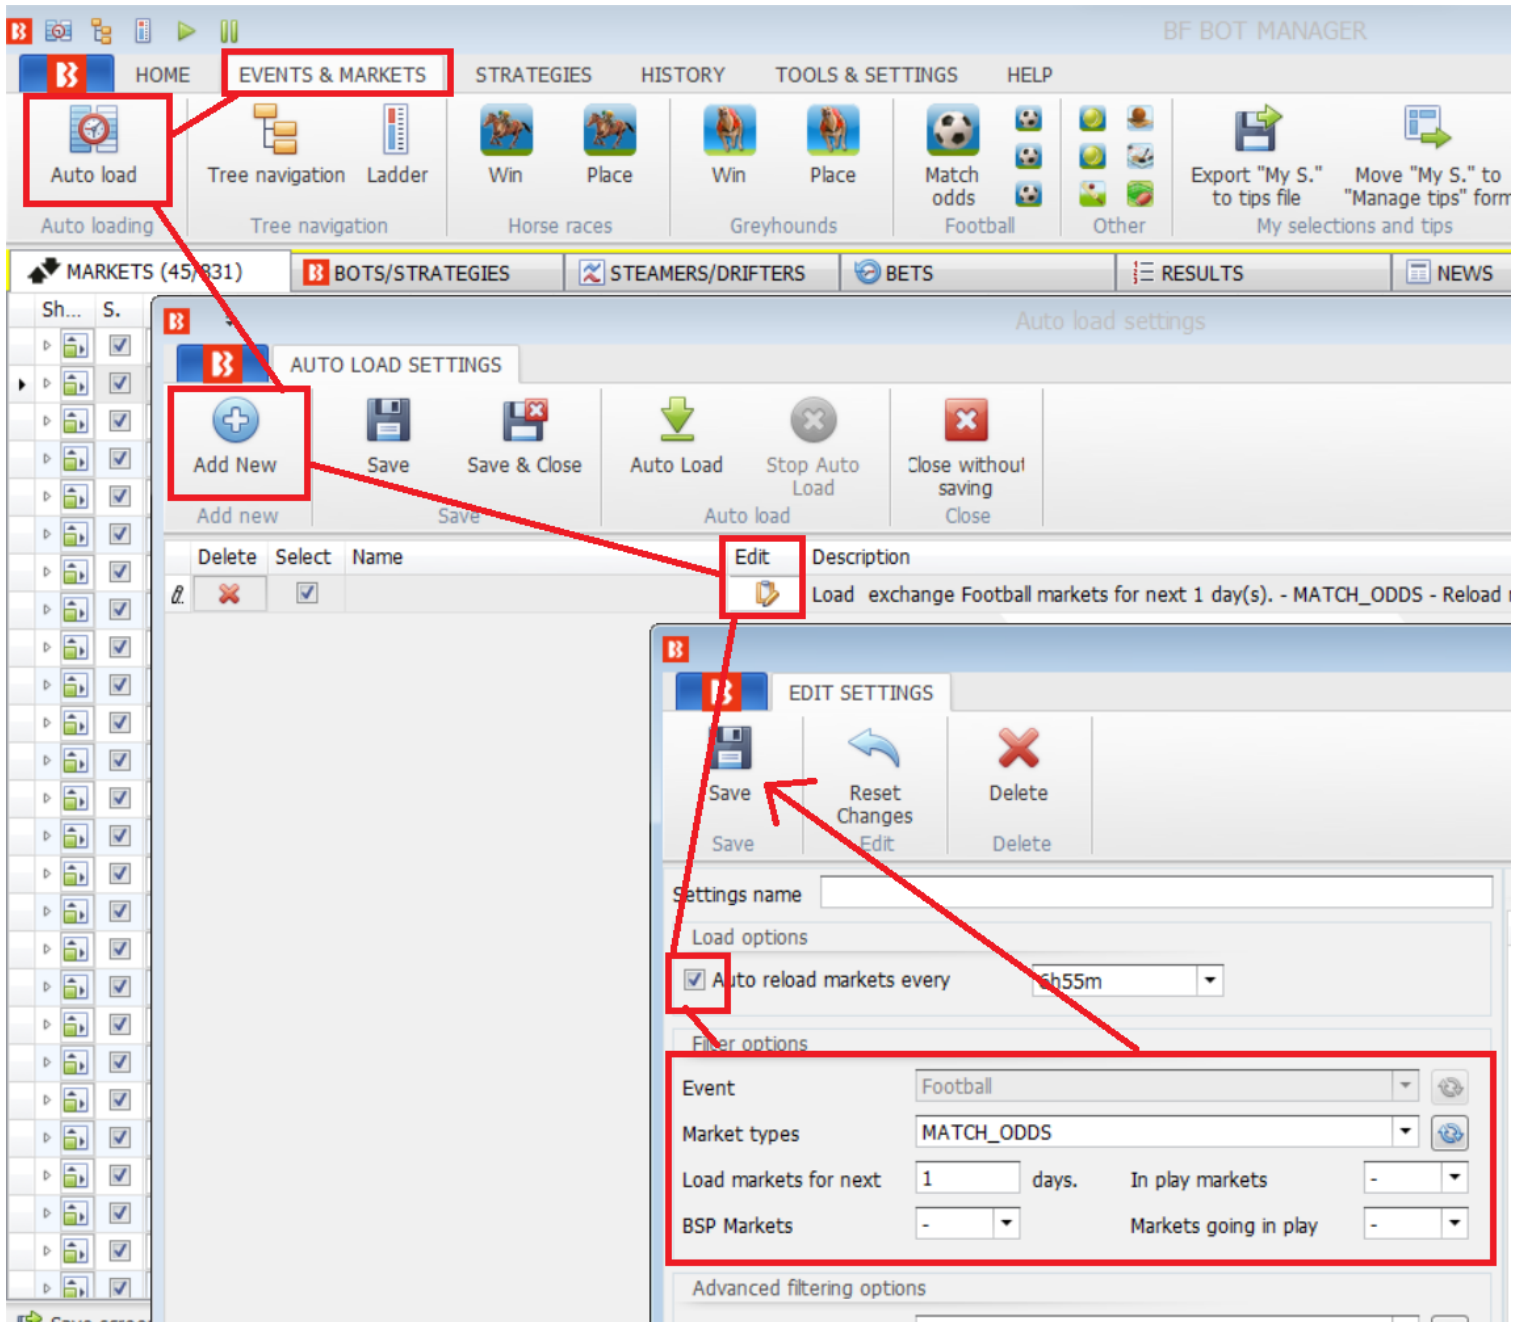 BF BOT MANAGER
HOME EVENTS & MARKETS STRATEGIES HISTORY TOOLS & SETTINGS HELP
Auto load Tree navigation Ladder Win Place Win Place Match odds Export "My S." to tips file Move "My S." to "Manage tips" form
Auto loading Tree navigation Horse races Greyhounds Football Other My selections and tips
MARKETS (45/831) BOTS/STRATEGIES STEAMERS/DRIFTERS BETS RESULTS NEWS
Sh... S.
Auto load settings
AUTO LOAD SETTINGS
Add New Save Save & Close Auto Load Stop Auto Load Close without saving
Add new Save Auto load Close
Delete Select Name Edit Description
Load exchange Football markets for next 1 day(s). - MATCH_ODDS - Reload
EDIT SETTINGS
Save Reset Changes Delete
Save Edit Delete
Settings name
Load options
Auto reload markets every 6h55m
Filter options
Event Football
Market types MATCH_ODDS
Load markets for next 1 days. In play markets -
BSP Markets - Markets going in play -
Advanced filtering options